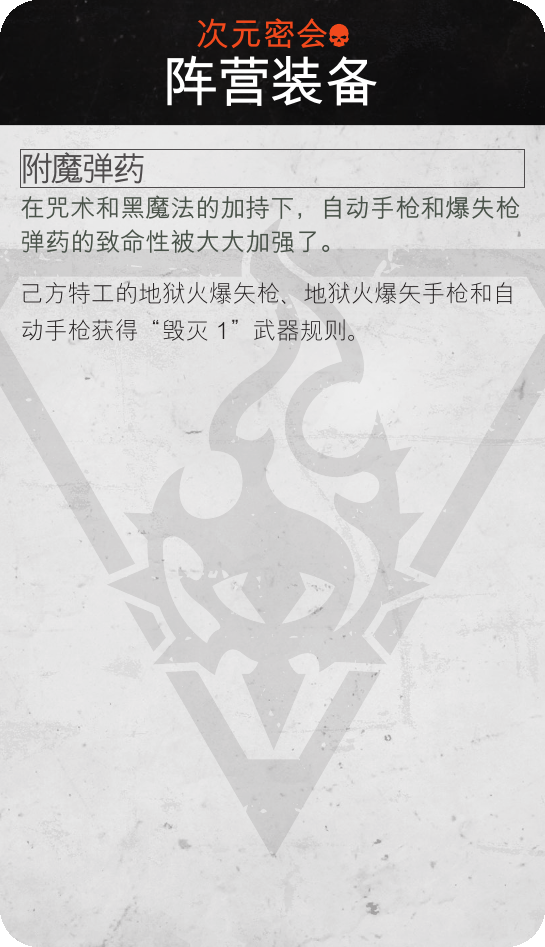 次元密会
阵营装备
附魔弹药
在咒术和黑魔法的加持下，自动手枪和爆失枪
弹药的致命性被大大加强了。
己方特工的地狱火爆矢枪、地狱火爆矢手枪和自
动手枪获得“毁灭 1”武器规则。